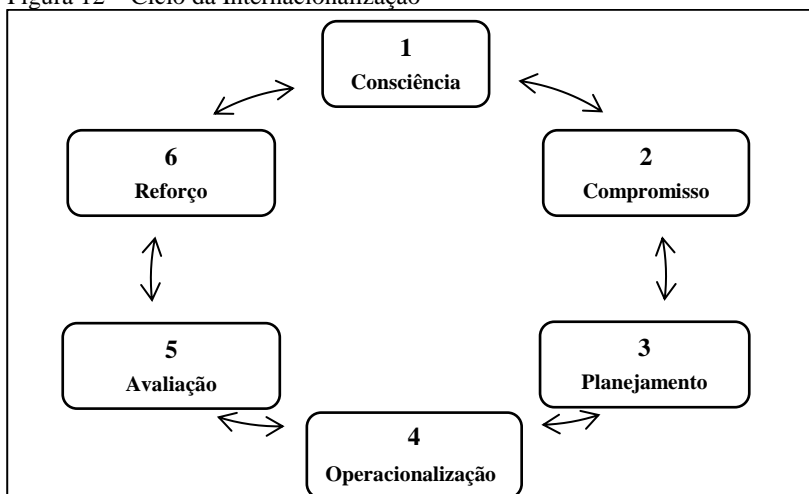 Figura 12 – Ciclo da Internacionalização
1
Consciência
6
Reforço
2
Compromisso
5
Avaliação
3
Planejamento
4
Operacionalização